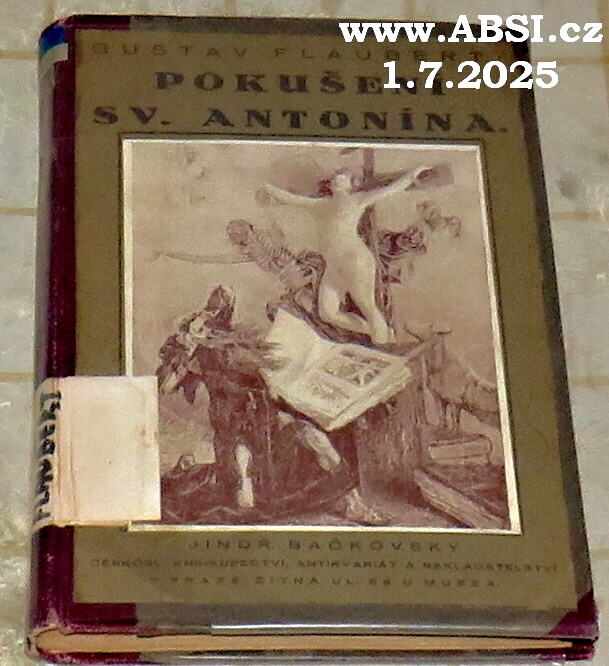 www.ABSI.cz
1.7.2025
GUSTAV FLAUBERT
POKUŠENÍ
SV. ANTONÍNA.
JINDŘ. BAČKOVSKÝ
ČESKOSL. KNIHKUPECTVÍ, ANTIKVARIÁT A NAKLADATELSTVÍ
V PRAZE ŽITNÁ UL. 58 U MUSEA.